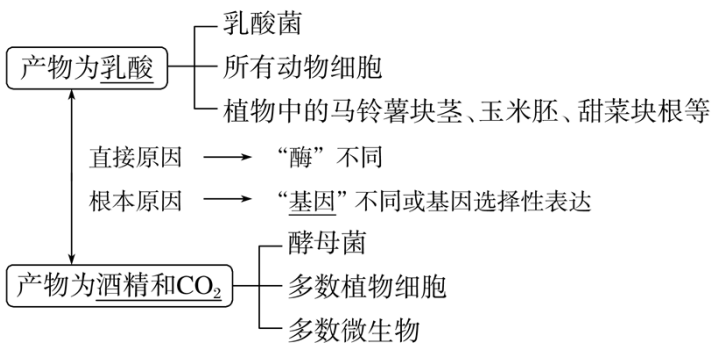 乳酸菌
产物为乳酸
所有动物细胞
植物中的马铃薯块茎、玉米胚、甜菜块根等
直接原因 “酶”不同
根本原因 “基因”不同或基因选择性表达
酵母菌
产物为酒精和CO₂
多数植物细胞
多数微生物